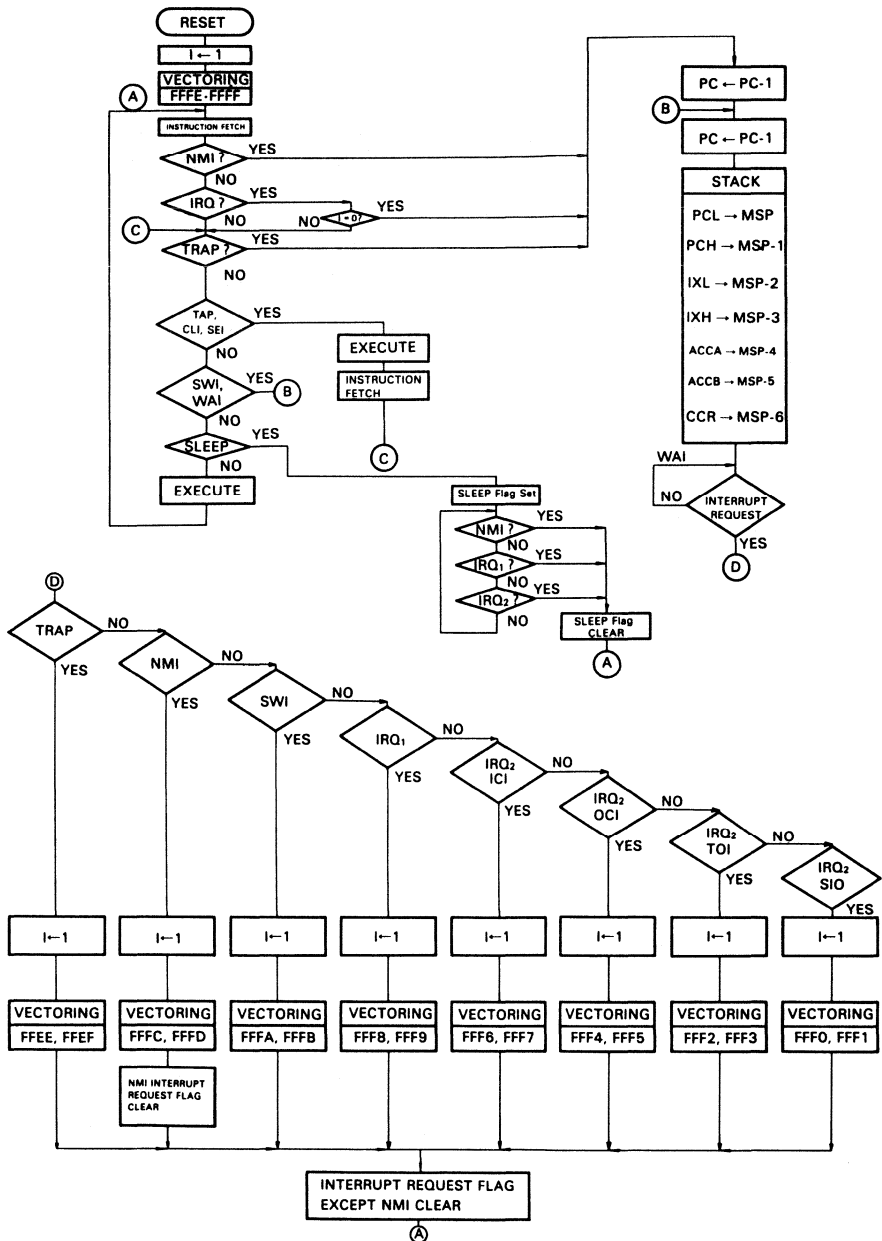 RESET
I ← 1
VECTORING
FFFE·FFFF
A
INSTRUCTION FETCH
NMI ?
YES
NO
IRQ ?
YES
NO
I = 0?
YES
NO
C
TRAP ?
YES
NO
TAP,
CLI, SEI
YES
NO
EXECUTE
INSTRUCTION
FETCH
C
SWI,
WAI
YES
B
NO
SLEEP
YES
NO
EXECUTE
PC ← PC-1
B
PC ← PC-1
STACK
PCL → MSP
PCH → MSP-1
IXL → MSP-2
IXH → MSP-3
ACCA → MSP-4
ACCB → MSP-5
CCR → MSP-6
WAI
NO
INTERRUPT
REQUEST
YES
D
SLEEP Flag Set
NMI ?
YES
NO
IRQ₁ ?
YES
NO
IRQ₂ ?
YES
NO
SLEEP Flag
CLEAR
A
D
TRAP
NO
YES
NMI
NO
YES
SWI
NO
YES
IRQ₁
NO
YES
IRQ₂
ICI
NO
YES
IRQ₂
OCI
NO
YES
IRQ₂
TOI
NO
YES
IRQ₂
SIO
YES
I←1
I←1
I←1
I←1
I←1
I←1
I←1
I←1
VECTORING
FFEE, FFEF
VECTORING
FFFC, FFFD
VECTORING
FFFA, FFFB
VECTORING
FFF8, FFF9
VECTORING
FFF6, FFF7
VECTORING
FFF4, FFF5
VECTORING
FFF2, FFF3
VECTORING
FFF0, FFF1
NMI INTERRUPT
REQUEST FLAG
CLEAR
INTERRUPT REQUEST FLAG
EXCEPT NMI CLEAR
A